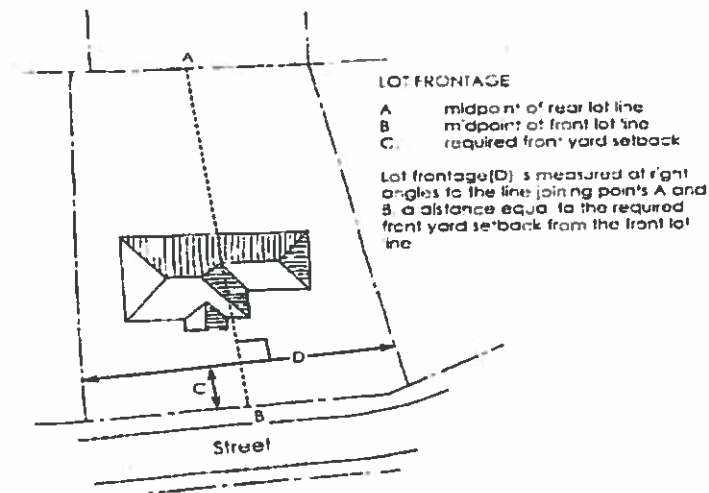 A
LOT FRONTAGE
A midpoint of rear lot line
B midpoint of front lot line
C. required front yard setback
Lot frontage(D) is measured at right
angles to the line joining points A and
B, a distance equal to the required
front yard setback from the front lot
line
D
C
B
Street